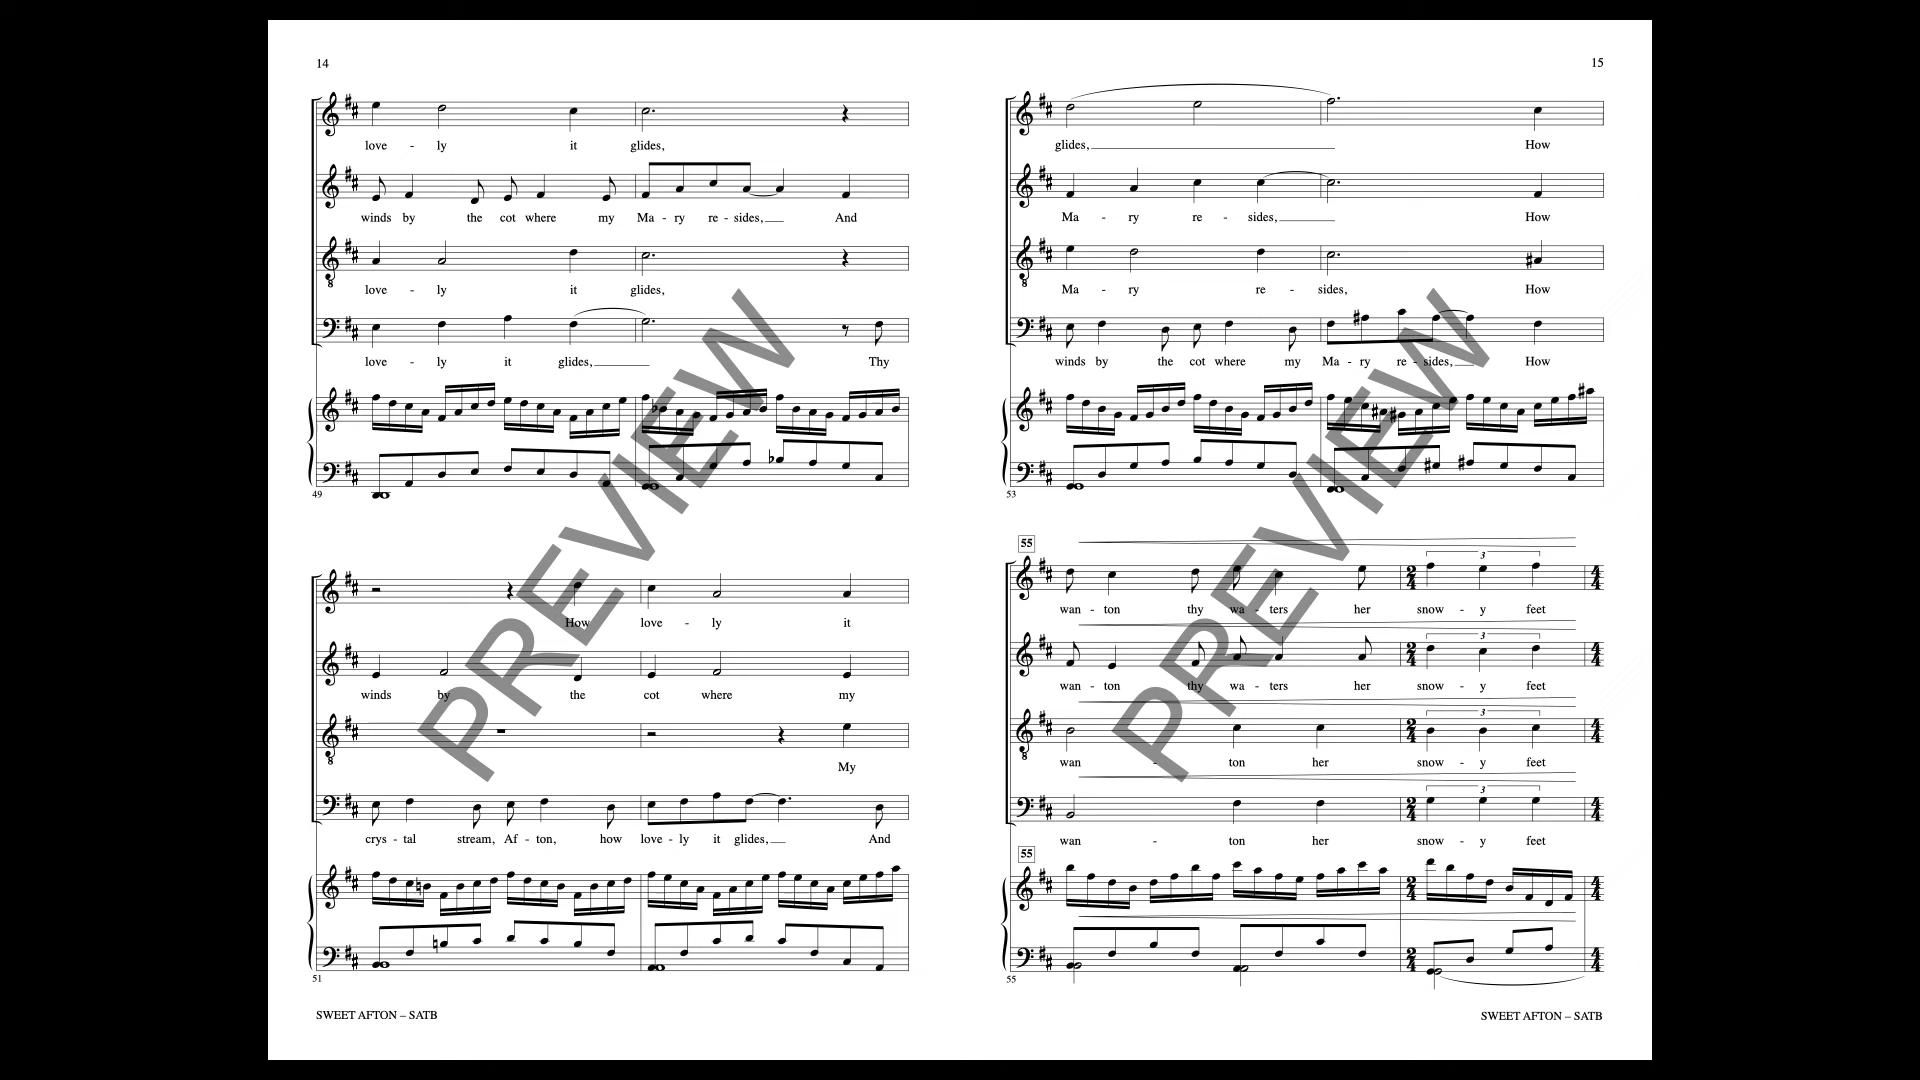 14
love - ly it glides,
winds by the cot where my Ma - ry re - sides, And
love - ly it glides,
love - ly it glides, Thy
49
How love - ly it
winds by the cot where my
My
crys - tal stream, Af - ton, how love - ly it glides, And
51
SWEET AFTON – SATB
PREVIEW
15
glides, How
Ma - ry re - sides, How
Ma - ry re - sides, How
winds by the cot where my Ma - ry re - sides, How
53
55
wan - ton thy wa - ters her snow - y feet
wan - ton thy wa - ters her snow - y feet
wan - ton her snow - y feet
wan - ton her snow - y feet
55
55
SWEET AFTON – SATB
PREVIEW